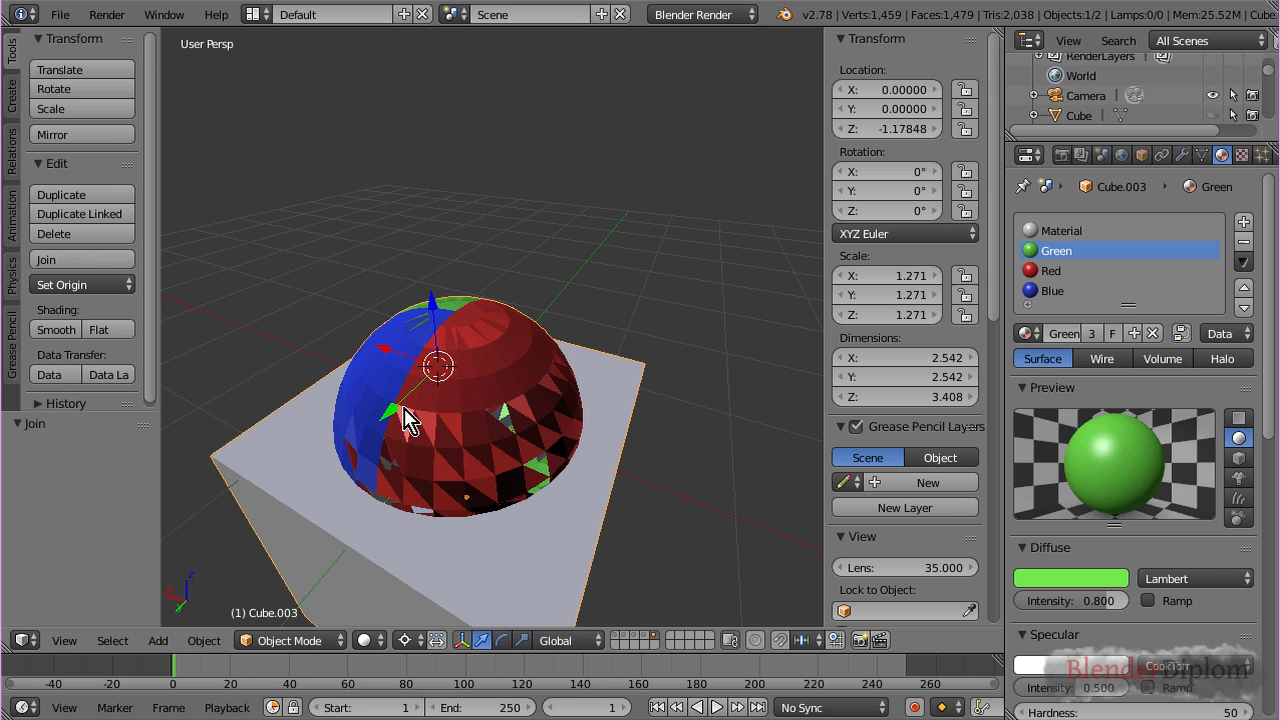 File
Render
Window
Help
Default
Scene
Blender Render
v2.78 | Verts:1,459 | Faces:1,479 | Tris:2,038 | Objects:1/2 | Lamps:0/0 | Mem:25.52M | Cube
Tools
Create
Relations
Animation
Physics
Grease Pencil
Transform
Translate
Rotate
Scale
Mirror
Edit
Duplicate
Duplicate Linked
Delete
Join
Set Origin
Shading:
Smooth
Flat
Data Transfer:
Data
Data La
History
Join
User Persp
(1) Cube.003
Transform
Location:
X: 0.00000
Y: 0.00000
Z: -1.17848
Rotation:
X: 0°
Y: 0°
Z: 0°
XYZ Euler
Scale:
X: 1.271
Y: 1.271
Z: 1.271
Dimensions:
X: 2.542
Y: 2.542
Z: 3.408
Grease Pencil Layers
Scene
Object
New
New Layer
View
Lens: 35.000
Lock to Object:
View
Search
All Scenes
RenderLayers
World
Camera
Cube
Cube.003
Green
Material
Green
Red
Blue
Green
3
F
Data
Surface
Wire
Volume
Halo
Preview
Diffuse
Lambert
Intensity: 0.800
Ramp
Specular
CookTorr
Intensity: 0.500
Ramp
Hardness: 50
BlenderDiplom
View
Select
Add
Object
Object Mode
Global
-40 -20 0 20 40 60 80 100 120 140 160 180 200 220 240 260
View
Marker
Frame
Playback
Start: 1
End: 250
1
No Sync